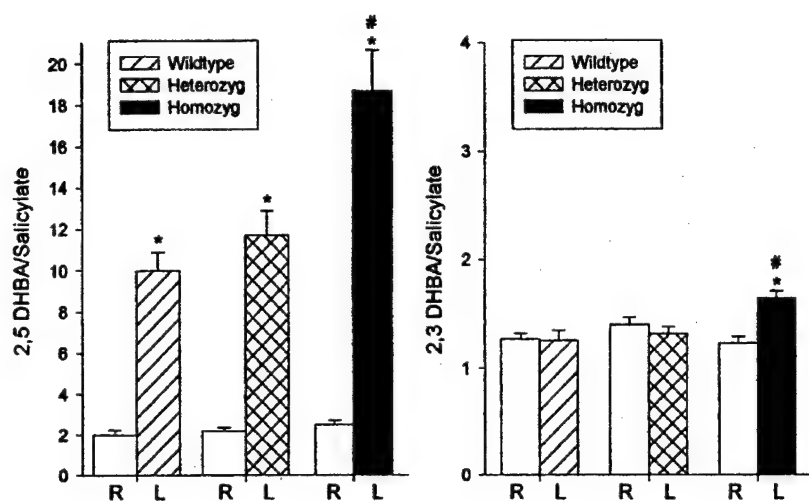 2,5 DHBA/Salicylate
20
18
16
14
12
10
8
6
4
2
0
Wildtype
Heterozyg
Homozyg
*
*
#
*
R L R L R L
2,3 DHBA/Salicylate
4
3
2
1
0
Wildtype
Heterozyg
Homozyg
#
*
R L R L R L